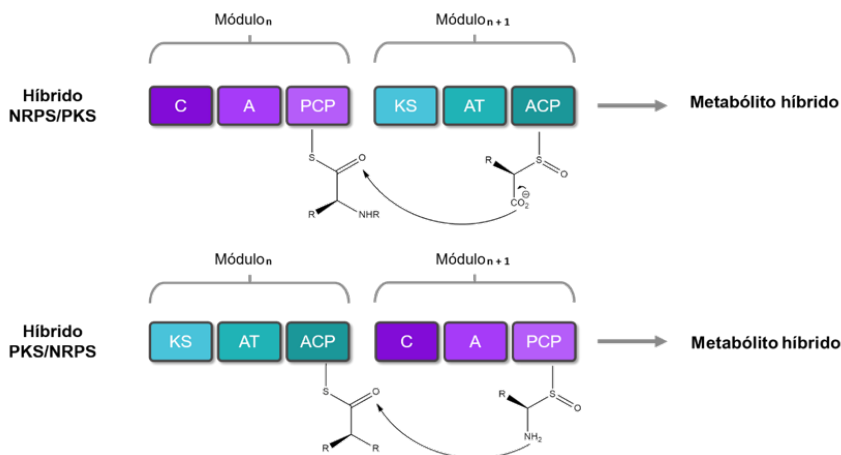 Módulo n
Módulo n + 1
Híbrido
NRPS/PKS
C
A
PCP
KS
AT
ACP
Metabólito híbrido
S
O
R
NHR
R
S
O
⊖
CO2
Módulo n
Módulo n + 1
Híbrido
PKS/NRPS
KS
AT
ACP
C
A
PCP
Metabólito híbrido
S
O
R
R
R
S
O
NH2